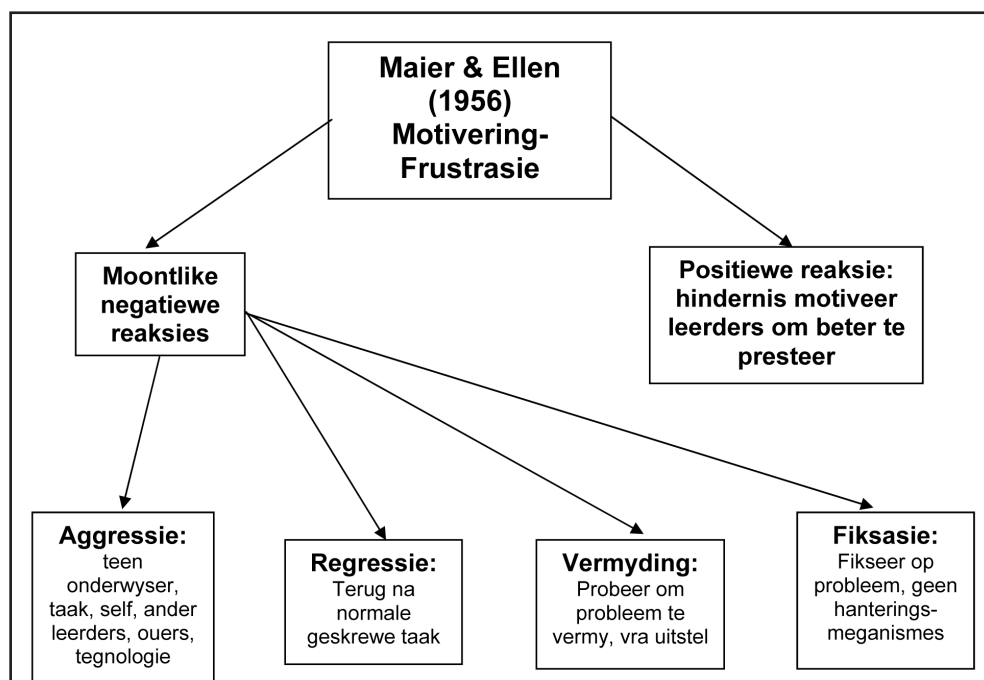 Maier & Ellen
(1956)
Motivering-
Frustrasie
Moontlike
negatiewe
reaksies
Positiewe reaksie:
hindernis motiveer
leerders om beter te
presteer
Aggressie:
teen
onderwyser,
taak, self, ander
leerders, ouers,
tegnologie
Regressie:
Terug na
normale
geskrewe taak
Vermyding:
Probeer om
probleem te
vermy, vra uitstel
Fiksasie:
Fikseer op
probleem, geen
hanterings-
meganismes